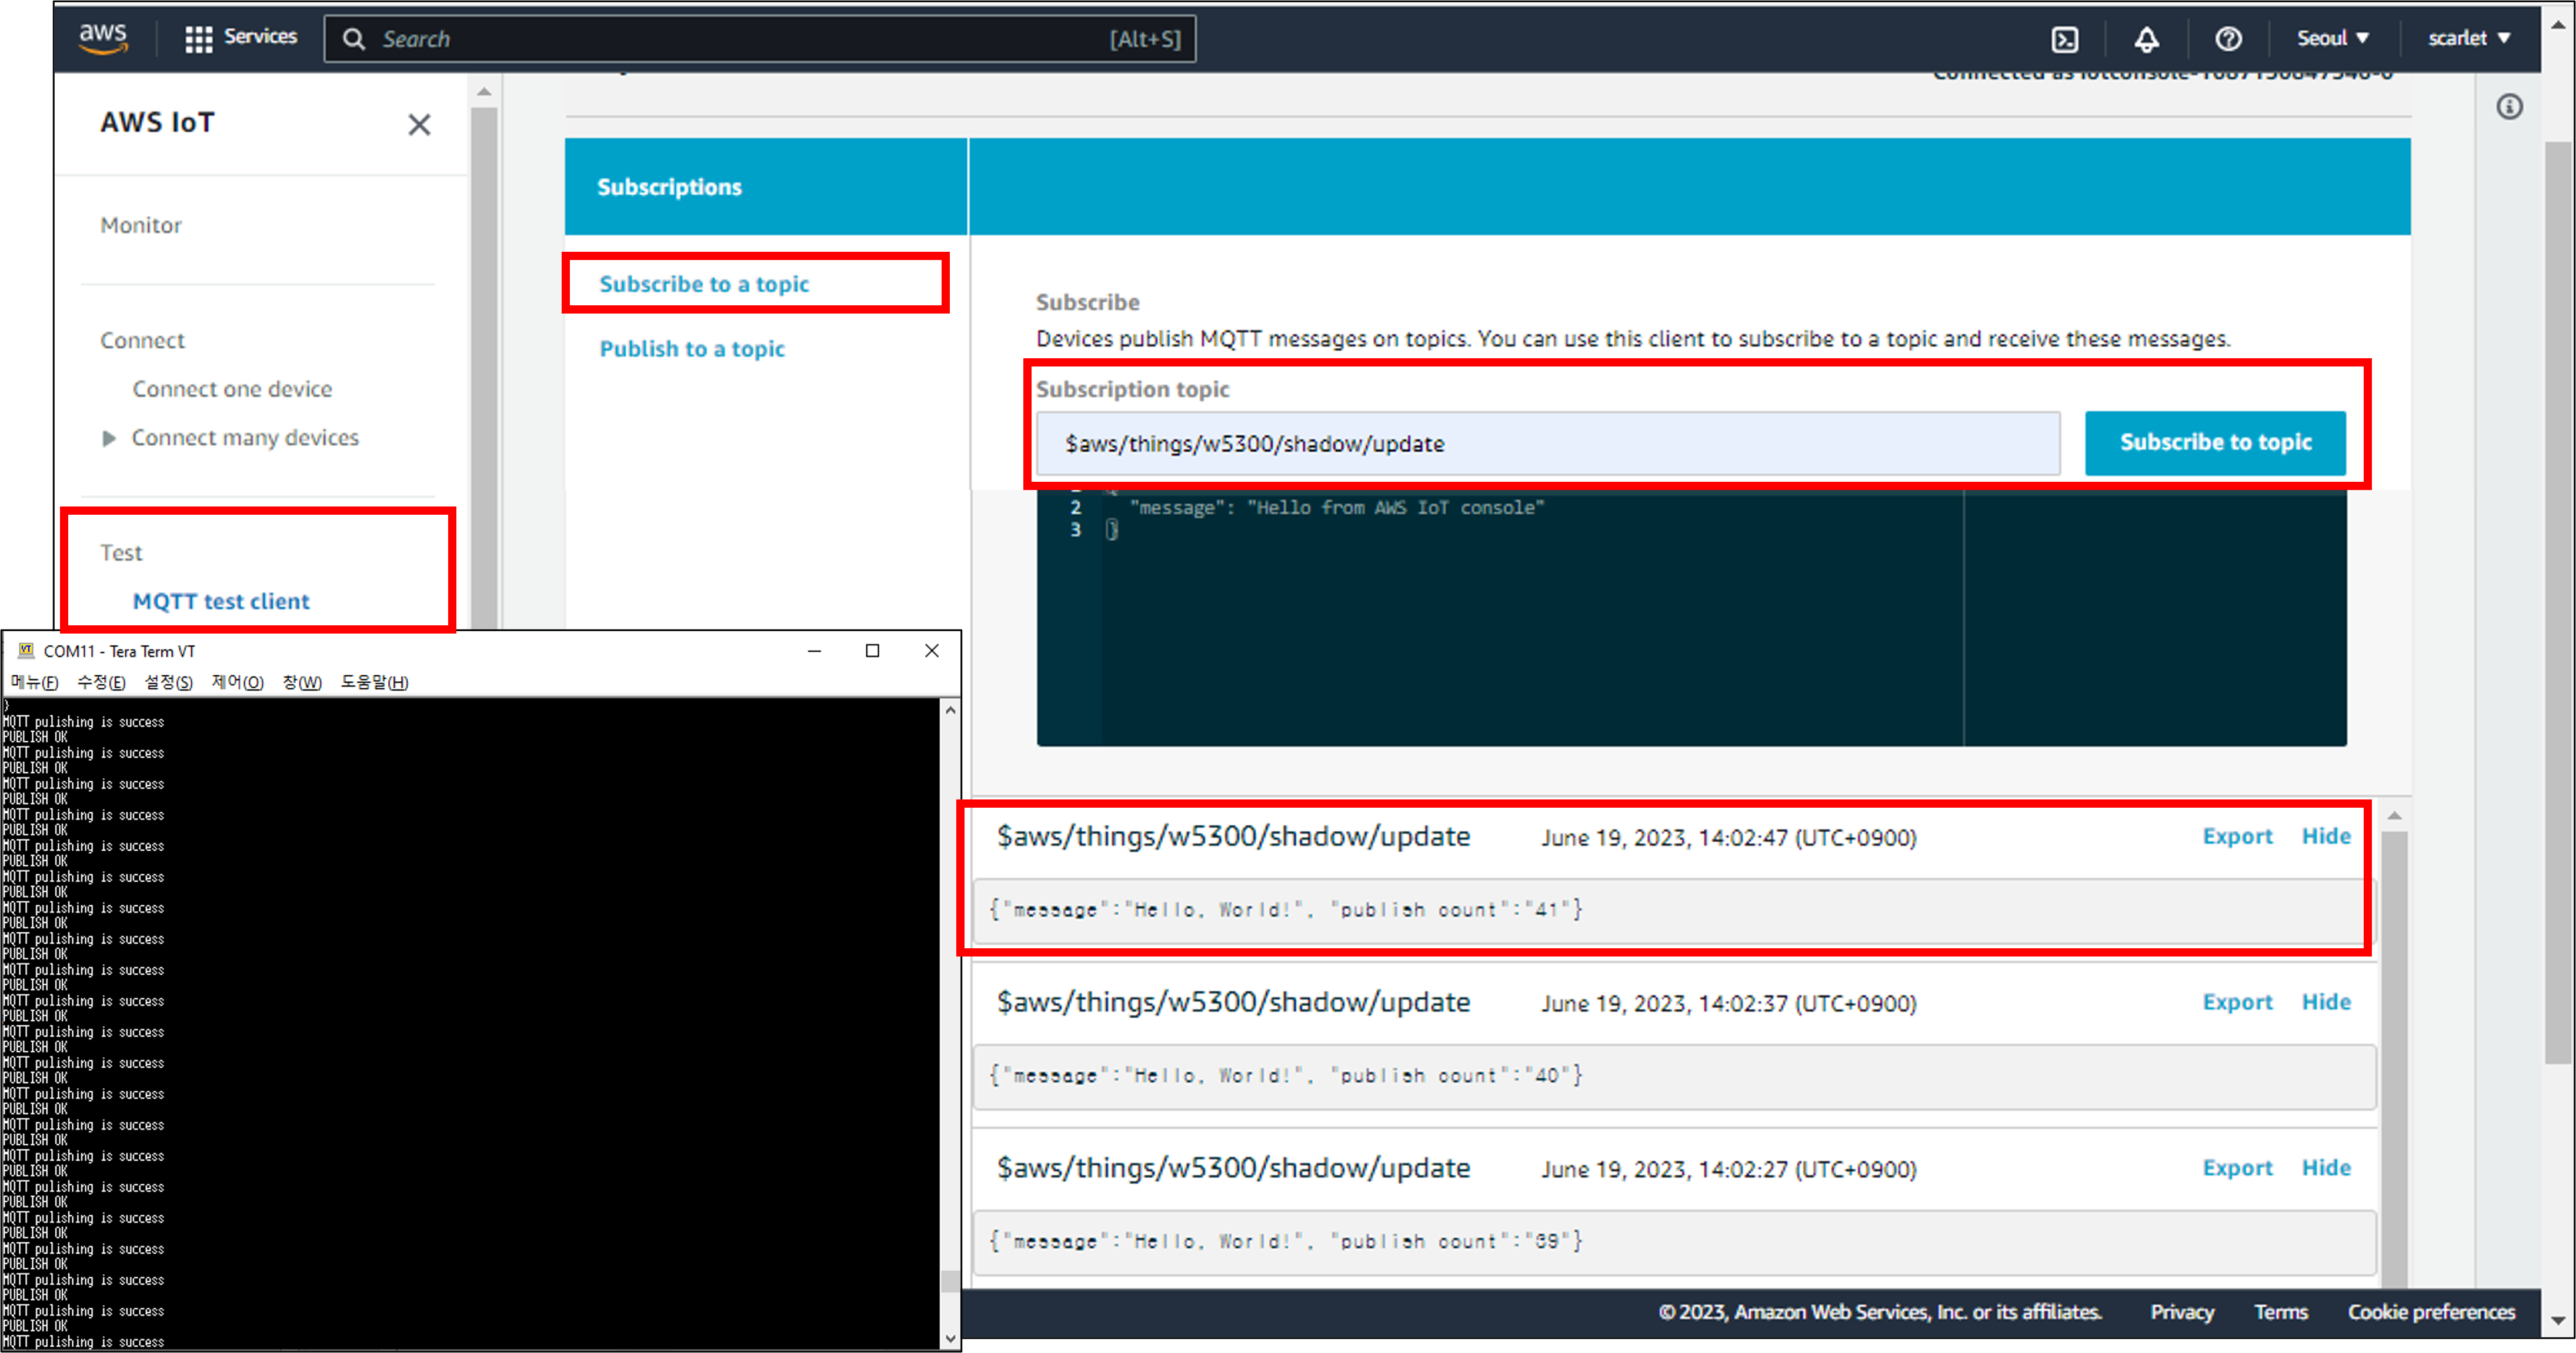 aws
Services
Search
[Alt+S]
Seoul
scarlet
AWS IoT
Monitor
Connect
Connect one device
Connect many devices
Test
MQTT test client
Subscriptions
Subscribe to a topic
Publish to a topic
Subscribe
Devices publish MQTT messages on topics. You can use this client to subscribe to a topic and receive these messages.
Subscription topic
$aws/things/w5300/shadow/update
Subscribe to topic
2 "message": "Hello from AWS IoT console"
3 }
$aws/things/w5300/shadow/update June 19, 2023, 14:02:47 (UTC+0900) Export Hide
{"message":"Hello, World!", "publish count":"41"}
$aws/things/w5300/shadow/update June 19, 2023, 14:02:37 (UTC+0900) Export Hide
{"message":"Hello, World!", "publish count":"40"}
$aws/things/w5300/shadow/update June 19, 2023, 14:02:27 (UTC+0900) Export Hide
{"message":"Hello, World!", "publish count":"39"}
© 2023, Amazon Web Services, Inc. or its affiliates. Privacy Terms Cookie preferences
VT COM11 - Tera Term VT
메뉴(F) 수정(E) 설정(S) 제어(O) 창(W) 도움말(H)
}
MQTT pulishing is success
PUBLISH OK
MQTT pulishing is success
PUBLISH OK
MQTT pulishing is success
PUBLISH OK
MQTT pulishing is success
PUBLISH OK
MQTT pulishing is success
PUBLISH OK
MQTT pulishing is success
PUBLISH OK
MQTT pulishing is success
PUBLISH OK
MQTT pulishing is success
PUBLISH OK
MQTT pulishing is success
PUBLISH OK
MQTT pulishing is success
PUBLISH OK
MQTT pulishing is success
PUBLISH OK
MQTT pulishing is success
PUBLISH OK
MQTT pulishing is success
PUBLISH OK
MQTT pulishing is success
PUBLISH OK
MQTT pulishing is success
PUBLISH OK
MQTT pulishing is success
PUBLISH OK
MQTT pulishing is success
PUBLISH OK
MQTT pulishing is success
PUBLISH OK
MQTT pulishing is success
PUBLISH OK
MQTT pulishing is success
PUBLISH OK
MQTT pulishing is success